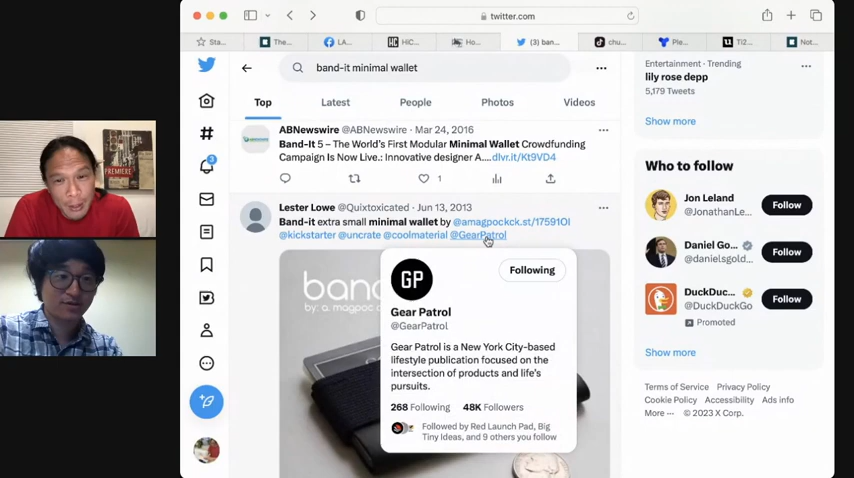 twitter.com
Sta...
The...
LA...
HiC...
Ho...
(3) ban...
chu...
Ple...
Ti2...
Not...
PREMIERE
band-it minimal wallet
Top
Latest
People
Photos
Videos
ABNewswire @ABNewswire - Mar 24, 2016
Band-It 5 – The World's First Modular Minimal Wallet Crowdfunding
Campaign Is Now Live.: Innovative designer A....dlvr.it/Kt9VD4
1
Lester Lowe @Quixtoxicated - Jun 13, 2013
Band-it extra small minimal wallet by @amagpockck.st/17591OI
@kickstarter @uncrate @coolmaterial @GearPatrol
band
by: a. magpoc
GP
Following
Gear Patrol
@GearPatrol
Gear Patrol is a New York City-based
lifestyle publication focused on the
intersection of products and life's
pursuits.
268 Following 48K Followers
Followed by Red Launch Pad, Big
Tiny Ideas, and 9 others you follow
3
Entertainment · Trending
lily rose depp
5,179 Tweets
Show more
Who to follow
Jon Leland
@JonathanLe...
Follow
Daniel Go...
@danielsgold...
Follow
DuckDuc...
@DuckDuckGo
Promoted
Follow
Show more
Terms of Service Privacy Policy
Cookie Policy Accessibility Ads info
More ... © 2023 X Corp.